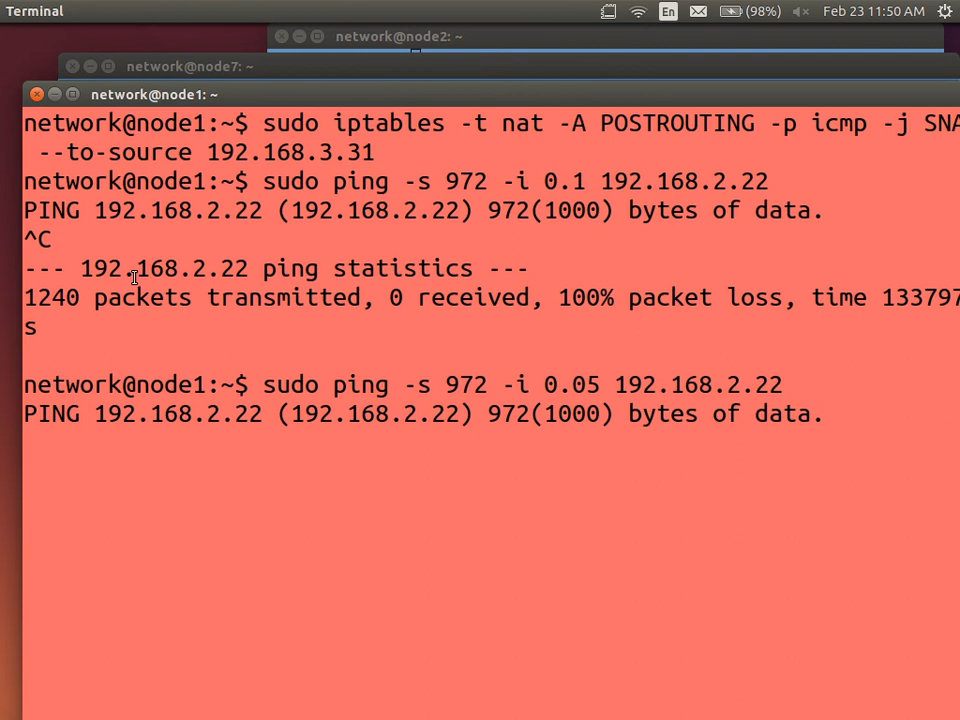 Terminal
En
(98%)
Feb 23 11:50 AM
network@node2: ~
network@node7: ~
network@node1: ~
network@node1:~$ sudo iptables -t nat -A POSTROUTING -p icmp -j SNA
--to-source 192.168.3.31
network@node1:~$ sudo ping -s 972 -i 0.1 192.168.2.22
PING 192.168.2.22 (192.168.2.22) 972(1000) bytes of data.
^C
--- 192.168.2.22 ping statistics ---
1240 packets transmitted, 0 received, 100% packet loss, time 133797
s
network@node1:~$ sudo ping -s 972 -i 0.05 192.168.2.22
PING 192.168.2.22 (192.168.2.22) 972(1000) bytes of data.